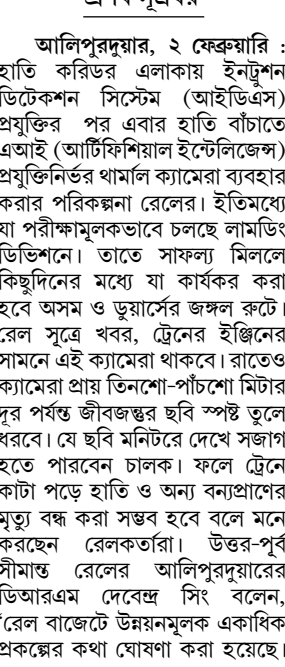 আলিপুরদুয়ার, ২ ফেব্রুয়ারি :
হাতি করিডর এলাকায় ইনট্রুশন
ডিটেকশন সিস্টেম (আইডিএস)
প্রযুক্তির পর এবার হাতি বাঁচাতে
এআই (আর্টিফিশিয়াল ইন্টেলিজেন্স)
প্রযুক্তিনির্ভর থার্মাল ক্যামেরা ব্যবহার
করার পরিকল্পনা রেলের। ইতিমধ্যে
যা পরীক্ষামূলকভাবে চলছে লামডিং
ডিভিশনে। তাতে সাফল্য মিললে
কিছুদিনের মধ্যে যা কার্যকর করা
হবে অসম ও ডুয়ার্সের জঙ্গল রুটে।
রেল সূত্রে খবর, ট্রেনের ইঞ্জিনের
সামনে এই ক্যামেরা থাকবে। রাতেও
ক্যামেরা প্রায় তিনশো-পাঁচশো মিটার
দূর পর্যন্ত জীবজন্তুর ছবি স্পষ্ট তুলে
ধরবে। যে ছবি মনিটরে দেখে সজাগ
হতে পারবেন চালক। ফলে ট্রেনে
কাটা পড়ে হাতি ও অন্য বন্যপ্রাণের
মৃত্যু বন্ধ করা সম্ভব হবে বলে মনে
করছেন রেলকর্তারা। উত্তর-পূর্ব
সীমান্ত রেলের আলিপুরদুয়ারের
ডিআরএম দেবেন্দ্র সিং বলেন,
‘রেল বাজেটে উন্নয়নমূলক একাধিক
প্রকল্পের কথা ঘোষণা করা হয়েছে।